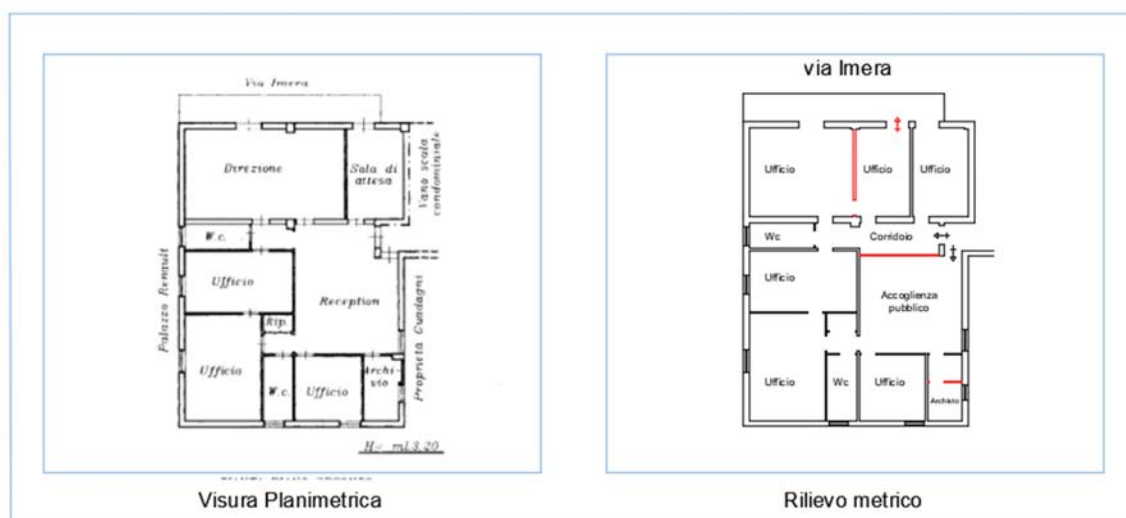 Via Imera
Direzione
Sala di
attesa
Vano scala
condominiale
W.c.
Palazzo Renault
Ufficio
Reception
Rip.
Proprietà Guadagni
Ufficio
W.c.
Ufficio
Archi-
vio
H= ml.3,20
Visura Planimetrica
via Imera
Ufficio
Ufficio
Ufficio
Wc
Corridoio
Ufficio
Accoglienza
pubblico
Ufficio
Wc
Ufficio
Archivio
Rilievo metrico